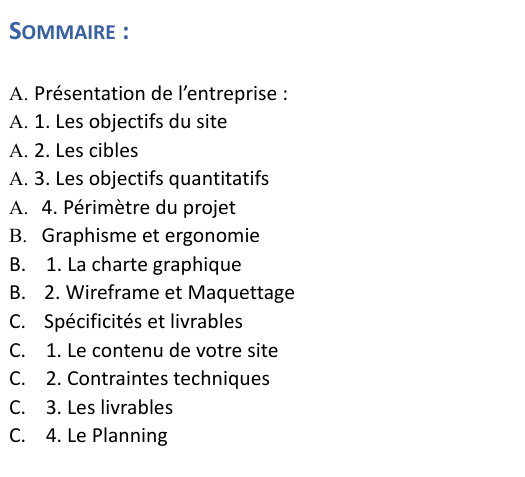 SOMMAIRE :
A. Présentation de l’entreprise :
A. 1. Les objectifs du site
A. 2. Les cibles
A. 3. Les objectifs quantitatifs
A. 4. Périmètre du projet
B. Graphisme et ergonomie
B. 1. La charte graphique
B. 2. Wireframe et Maquettage
C. Spécificités et livrables
C. 1. Le contenu de votre site
C. 2. Contraintes techniques
C. 3. Les livrables
C. 4. Le Planning